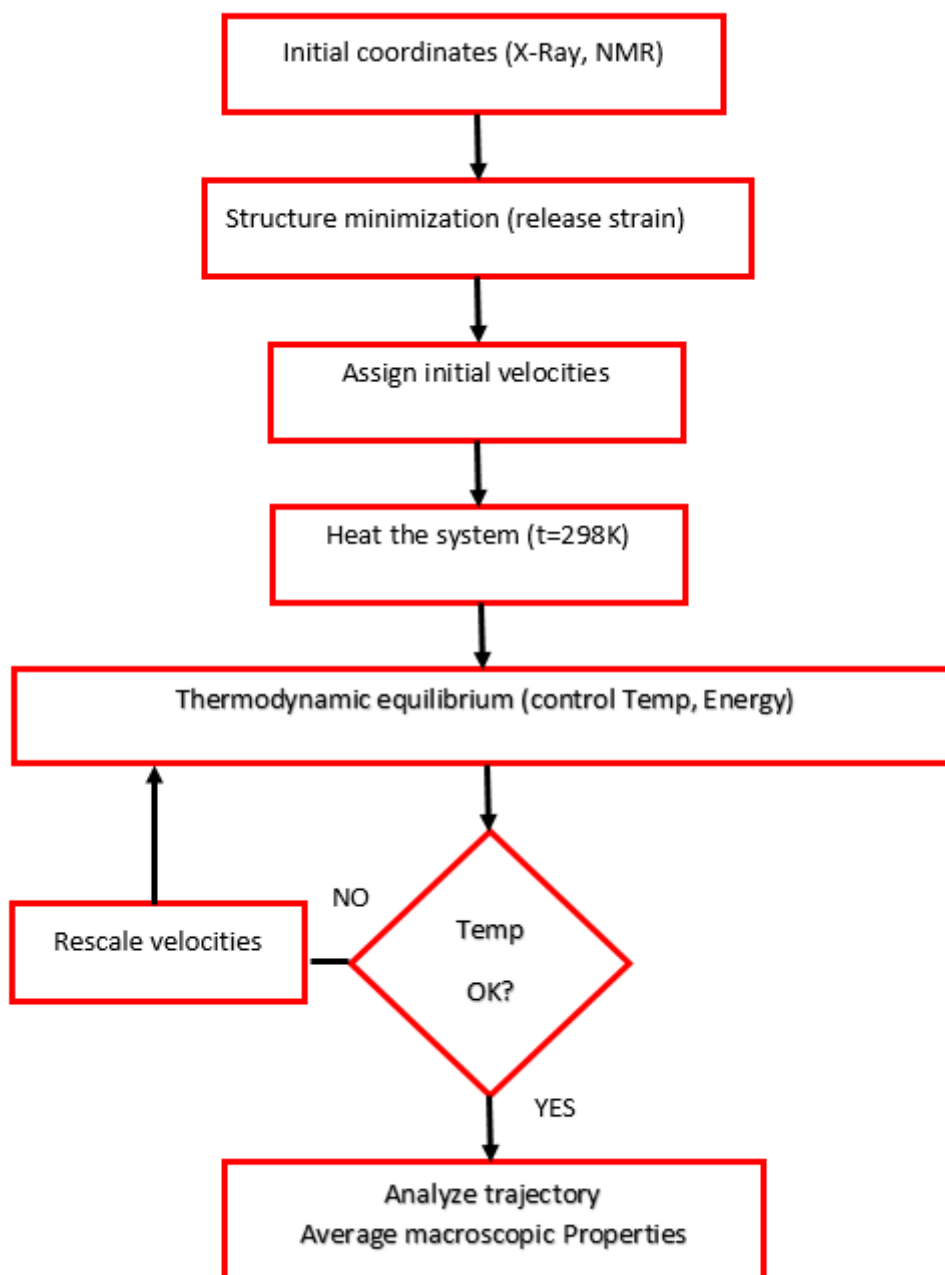 Initial coordinates (X-Ray, NMR)
Structure minimization (release strain)
Assign initial velocities
Heat the system (t=298K)
Thermodynamic equilibrium (control Temp, Energy)
NO
Rescale velocities
Temp
OK?
YES
Analyze trajectory
Average macroscopic Properties